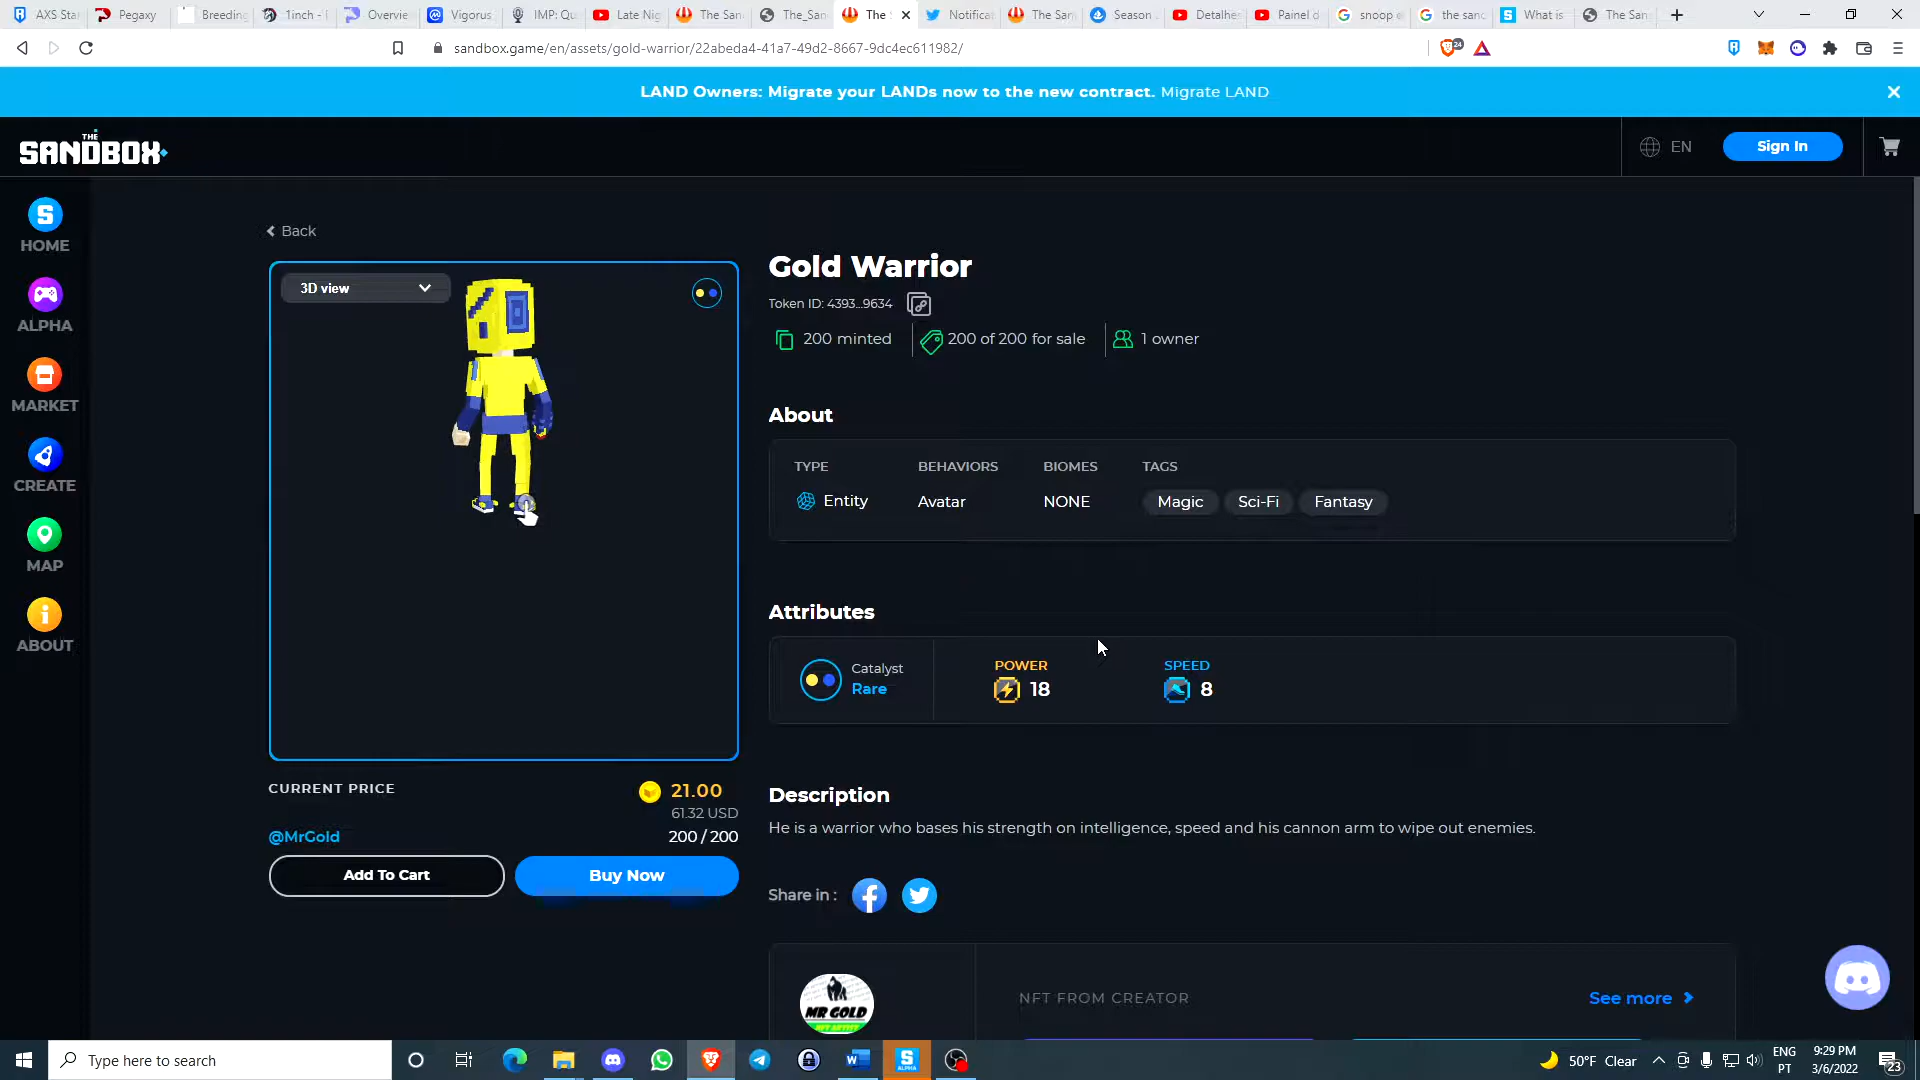 AXS Sta
Pegaxy
Breeding
1inch - I
Overvie
Vigorus
IMP: Qu
Late Nig
The San
The_San
The
Notificat
The San
Season
Detalhes
Painel d
snoop
the sand
What is
The San
sandbox.game/en/assets/gold-warrior/22abeda4-41a7-49d2-8667-9dc4ec611982/
24
LAND Owners: Migrate your LANDs now to the new contract. Migrate LAND
THE
SANDBOX
EN
Sign In
HOME
ALPHA
MARKET
CREATE
MAP
ABOUT
Back
3D view
Gold Warrior
Token ID: 4393...9634
200 minted
200 of 200 for sale
1 owner
About
TYPE
BEHAVIORS
BIOMES
TAGS
Entity
Avatar
NONE
Magic
Sci-Fi
Fantasy
Attributes
Catalyst
Rare
POWER
18
SPEED
8
CURRENT PRICE
21.00
61.32 USD
@MrGold
200 / 200
Add To Cart
Buy Now
Description
He is a warrior who bases his strength on intelligence, speed and his cannon arm to wipe out enemies.
Share in :
MR GOLD
NFT ARTIST
NFT FROM CREATOR
See more
Type here to search
50°F Clear
ENG
PT
9:29 PM
3/6/2022
23